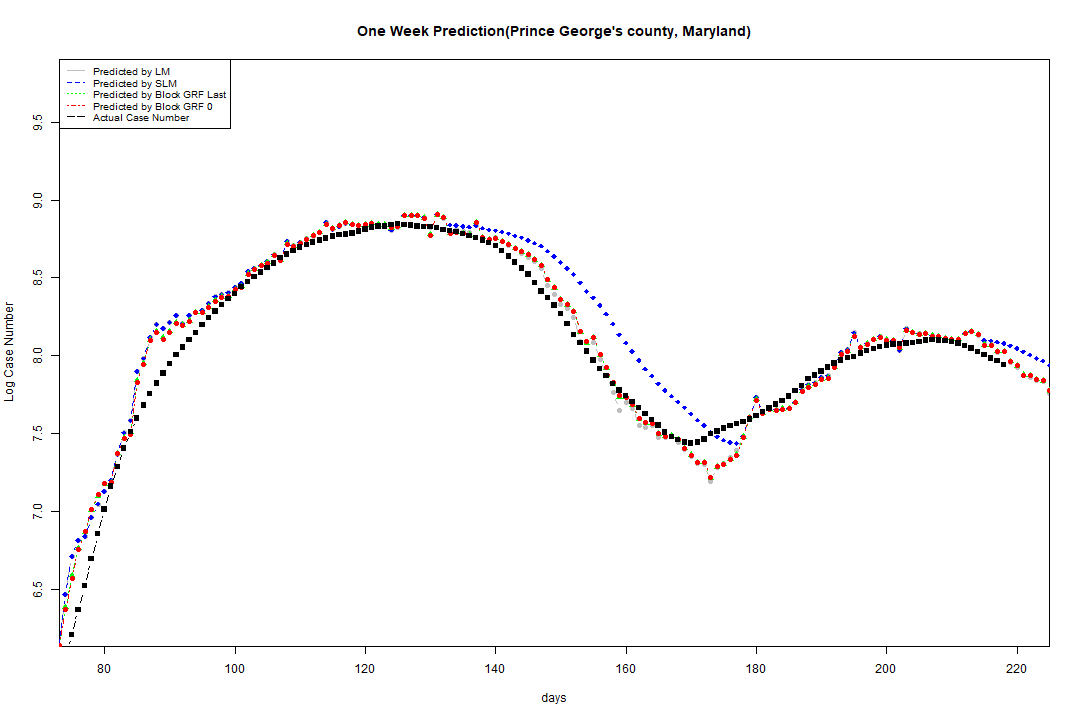 One Week Prediction(Prince George's county, Maryland)
Predicted by LM
Predicted by SLM
Predicted by Block GRF Last
Predicted by Block GRF 0
Actual Case Number
Log Case Number
9.5
9.0
8.5
8.0
7.5
7.0
6.5
80 100 120 140 160 180 200 220
days